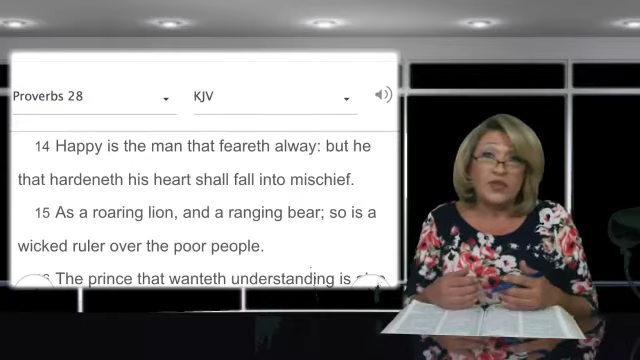 Proverbs 28
KJV
14 Happy is the man that feareth alway: but he
that hardeneth his heart shall fall into mischief.
15 As a roaring lion, and a ranging bear; so is a
wicked ruler over the poor people.
The prince that wanteth understanding is